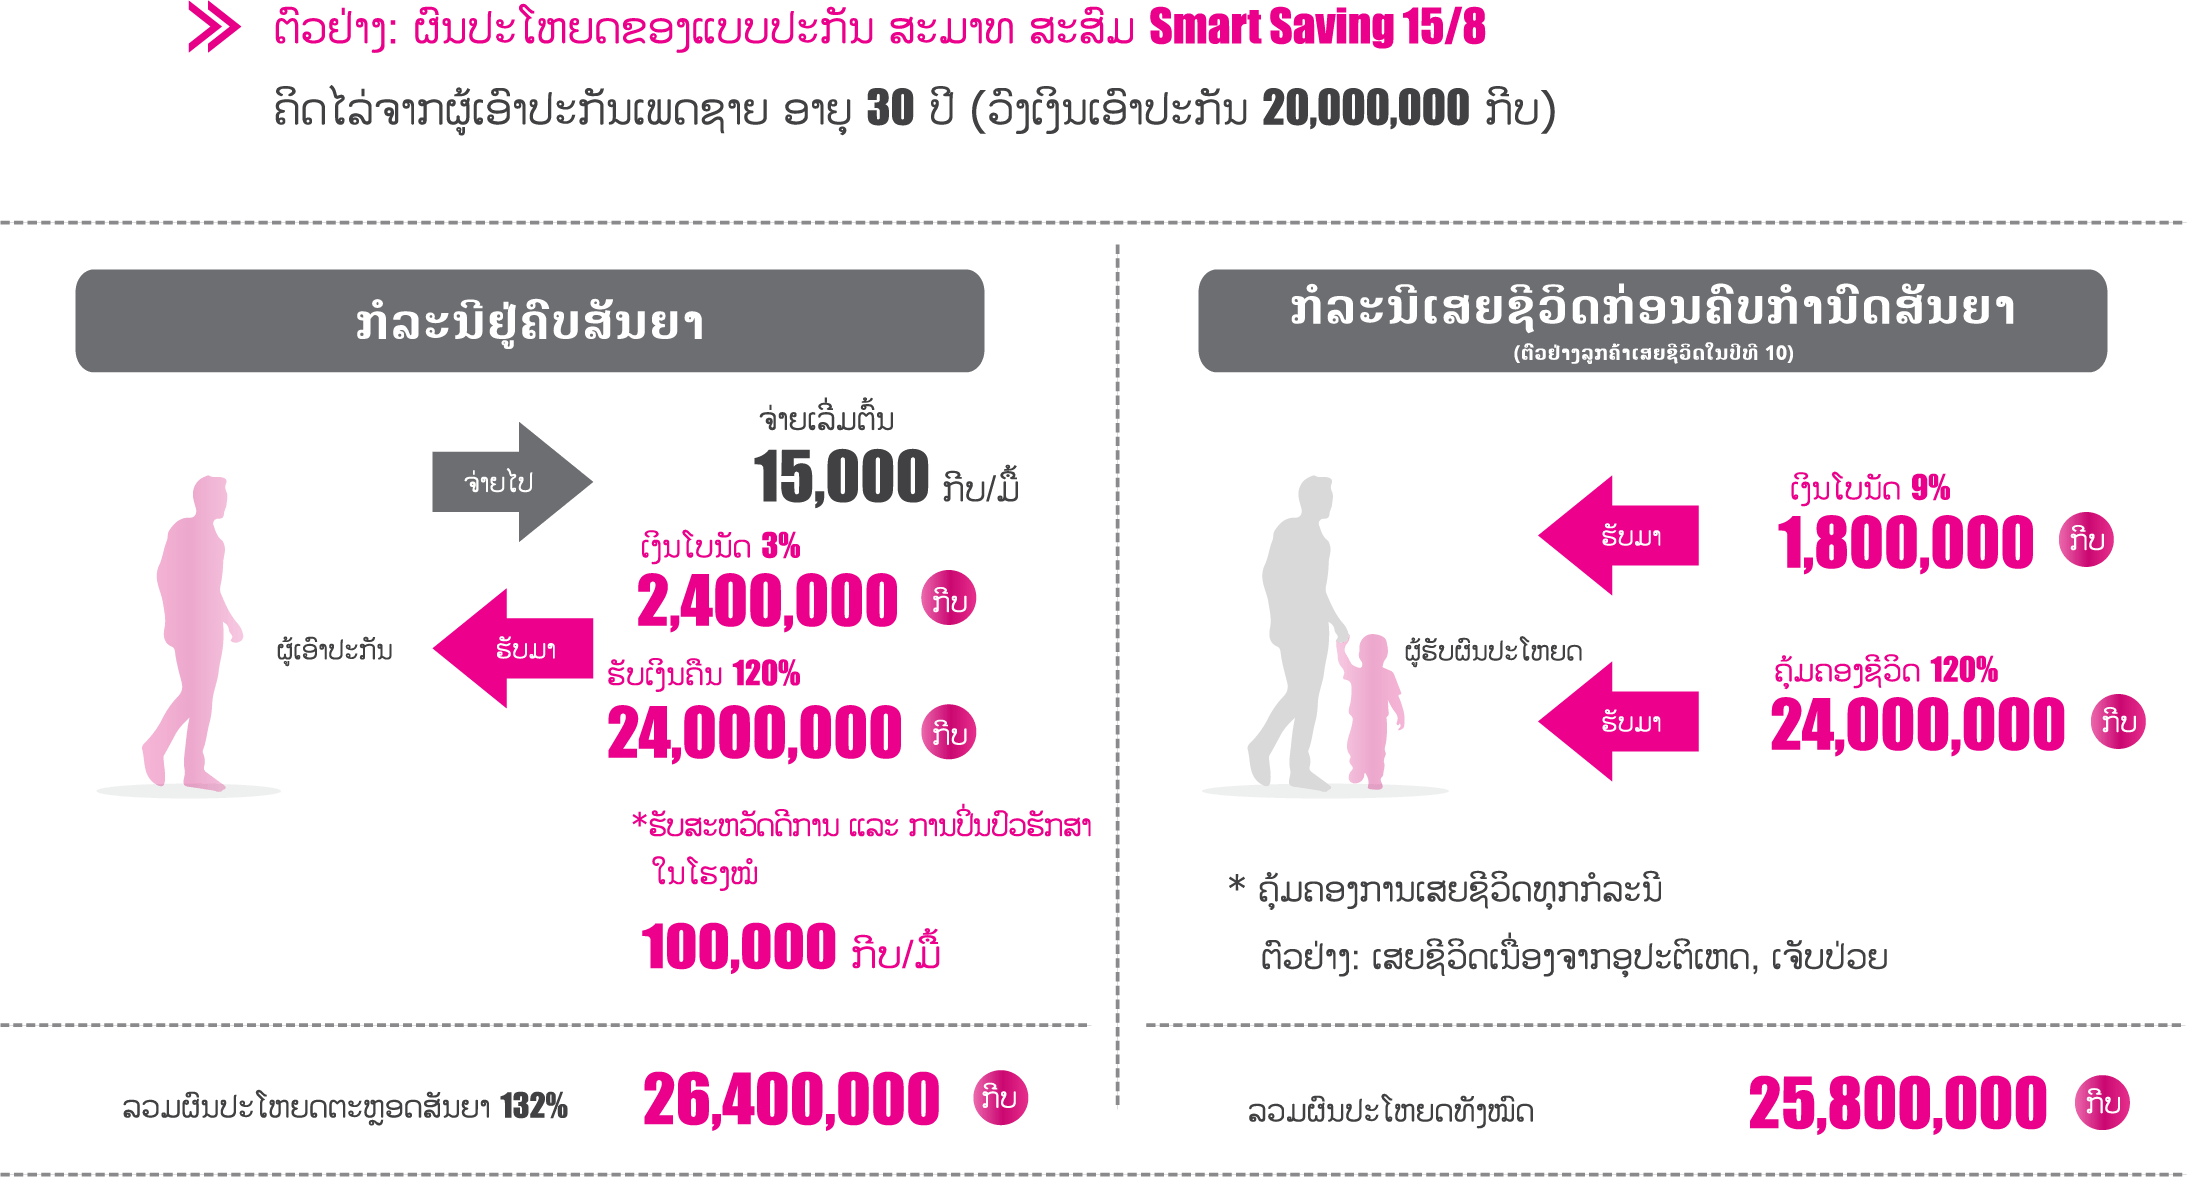 ຕົວຢ່າງ: ຜົນປະໂຫຍດຂອງແບບປະກັນ ສະມາທ ສະສົມ Smart Saving 15/8
ຄິດໄລ່ຈາກຜູ້ເອົາປະກັນເພດຊາຍ ອາຍຸ 30 ປີ (ວົງເງິນເອົາປະກັນ 20,000,000 ກີບ)
ກໍລະນີຢູ່ຄົບສັນຍາ
ຈ່າຍເລີ່ມຕົ້ນ
ຈ່າຍໄປ
15,000 ກີບ/ມື້
ເງິນໂບນັດ 3%
2,400,000 ກີບ
ຜູ້ເອົາປະກັນ
ຮັບມາ
ຮັບເງິນຄືນ 120%
24,000,000 ກີບ
*ຮັບສະຫວັດດີການ ແລະ ການປິ່ນປົວຮັກສາ
ໃນໂຮງໝໍ
100,000 ກີບ/ມື້
ລວມຜົນປະໂຫຍດຕະຫຼອດສັນຍາ 132%
26,400,000 ກີບ
ກໍລະນີເສຍຊີວິດກ່ອນຄົບກຳນົດສັນຍາ
(ຕົວຢ່າງລູກຄ້າເສຍຊີວິດໃນປີທີ 10)
ເງິນໂບນັດ 9%
ຮັບມາ
1,800,000 ກີບ
ຜູ້ຮັບຜົນປະໂຫຍດ
ຄຸ້ມຄອງຊີວິດ 120%
ຮັບມາ
24,000,000 ກີບ
* ຄຸ້ມຄອງການເສຍຊີວິດທຸກກໍລະນີ
ຕົວຢ່າງ: ເສຍຊີວິດເນື່ອງຈາກອຸປະຕິເຫດ, ເຈັບປ່ວຍ
ລວມຜົນປະໂຫຍດທັງໝົດ
25,800,000 ກີບ